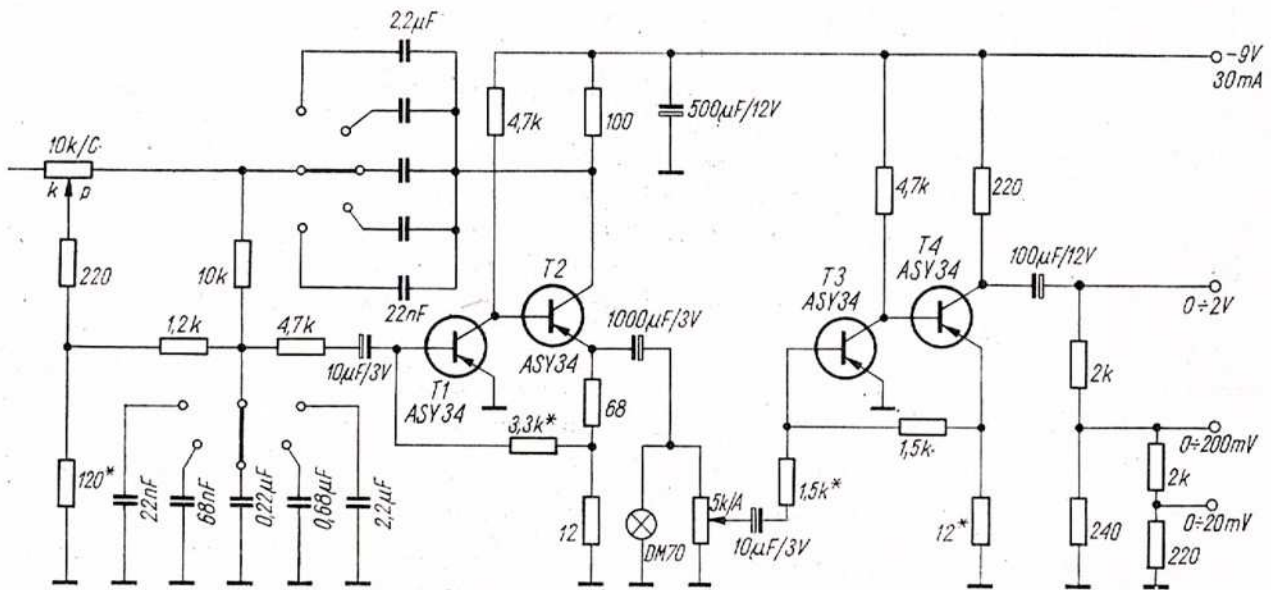 2,2µF
-9V
30mA
10k/C
k p
4,7k
100
500µF/12V
4,7k
220
220
10k
22nF
T2
ASY34
1000µF/3V
T3
ASY34
T4
ASY34
100µF/12V
0÷2V
1,2k
4,7k
10µF/3V
T1
ASY34
3,3k*
68
2k
1,5k
0÷200mV
120*
22nF
68nF
0,22µF
0,68µF
2,2µF
12
DM70
5k/A
10µF/3V
1,5k*
12*
240
2k
0÷20mV
220